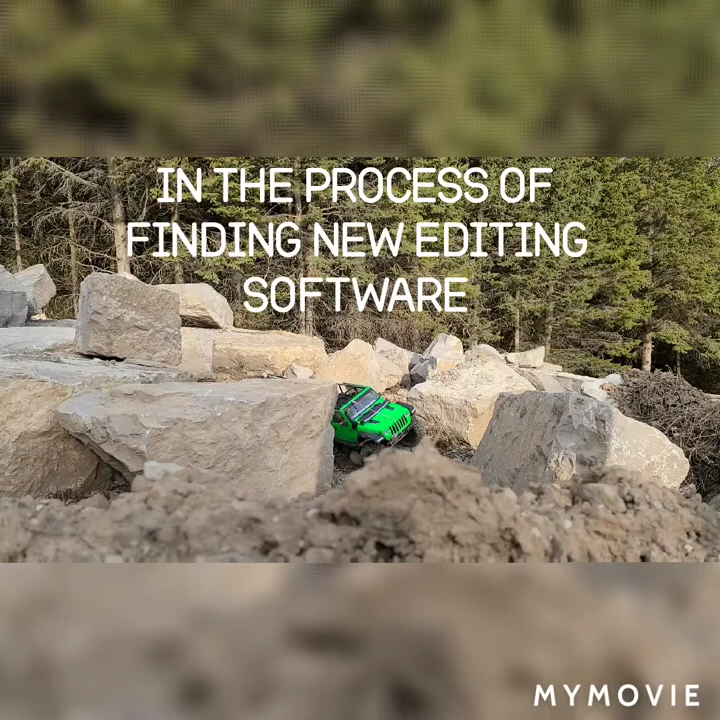 IN THE PROCESS OF
FINDING NEW EDITING
SOFTWARE
MYMOVIE